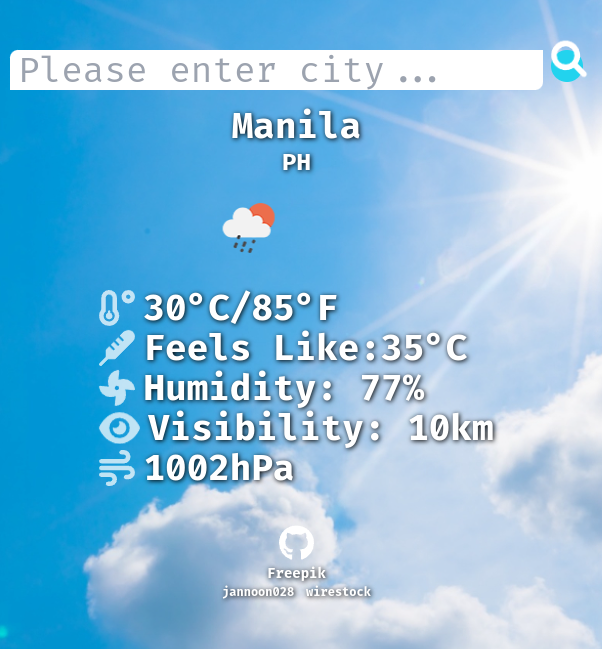 Please enter city...
Manila
PH
30°C/85°F
Feels Like:35°C
Humidity: 77%
Visibility: 10km
1002hPa
Freepik
jannoon028 wirestock